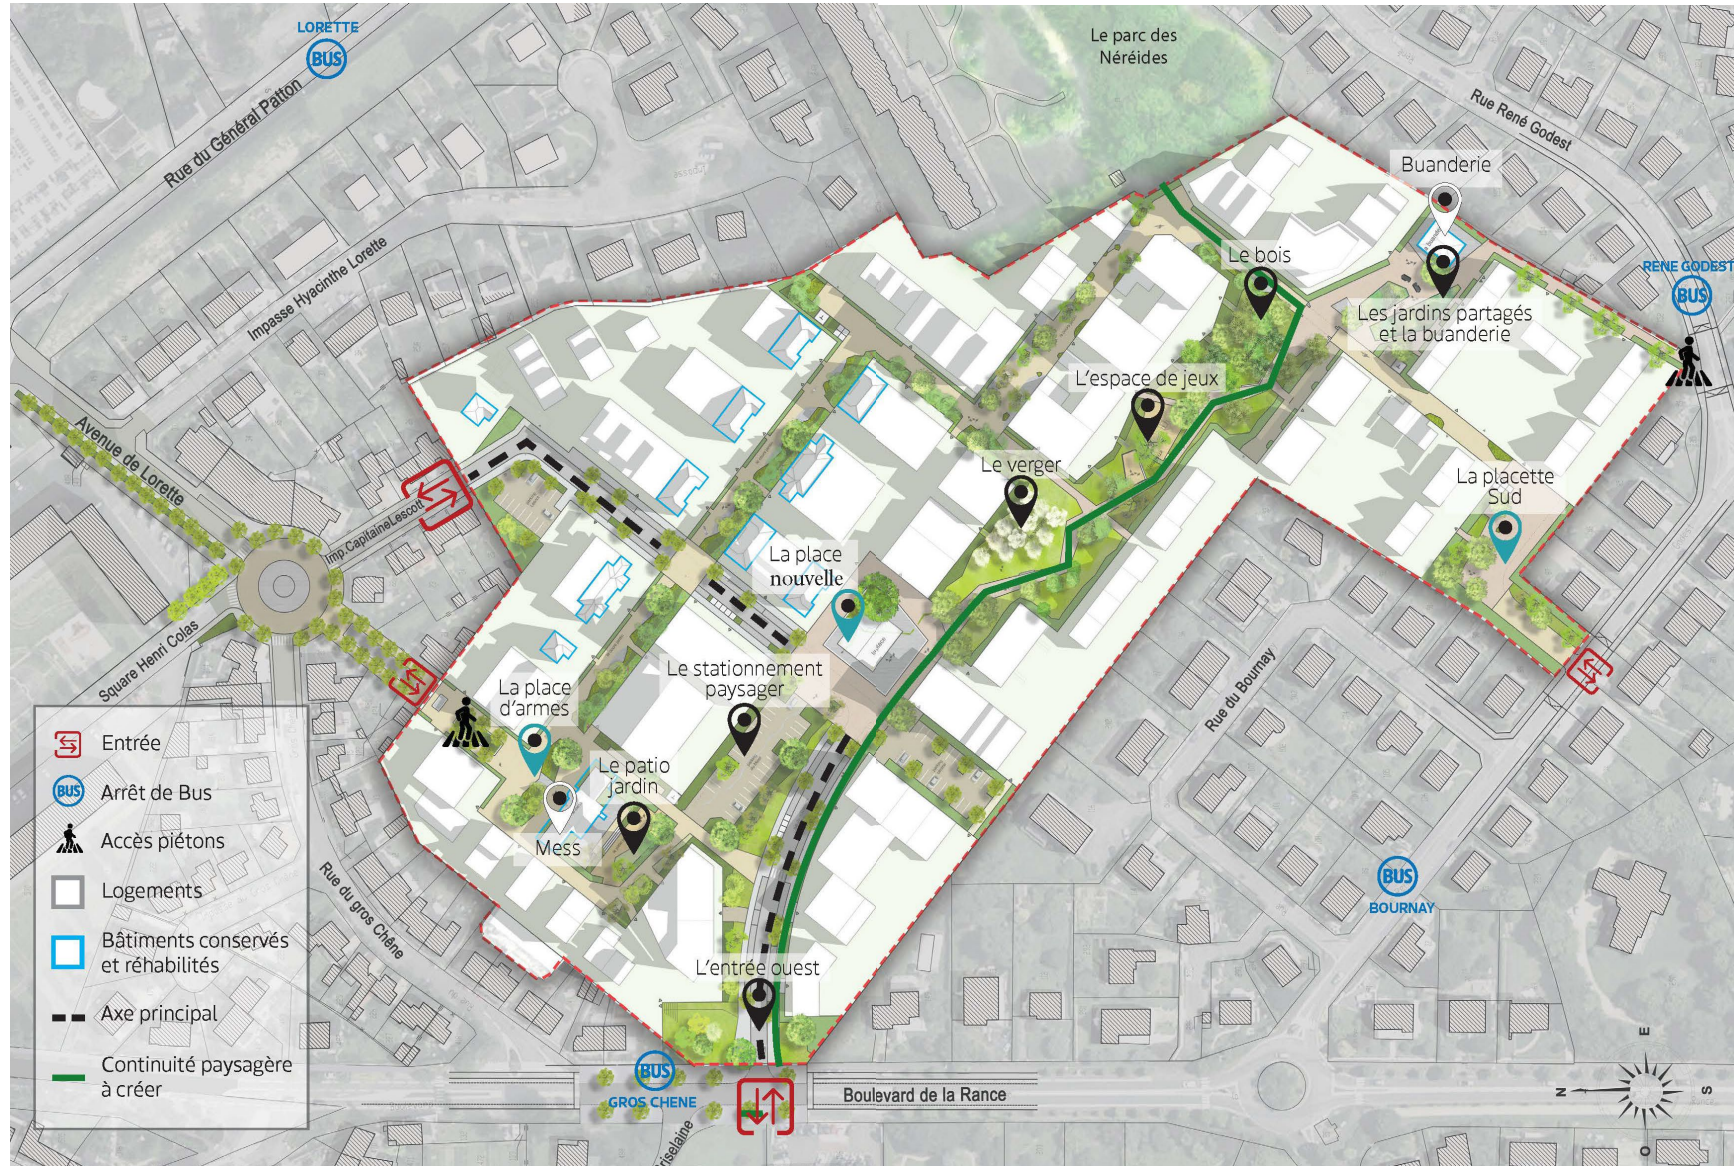 LORETTE
BUS
Rue du Général Patton
Le parc des
Néréides
Rue René Godest
Buanderie
Impasse Hyacinthe Lorette
Le bois
RENE GODEST
BUS
Les jardins partagés
et la buanderie
L'espace de jeux
Avenue de Lorette
Le verger
La placette
Sud
Imp.CapitaineLescott
La place
nouvelle
Square Henri Colas
Le stationnement
paysager
La place
d'armes
Rue du Bournay
Le patio
jardin
Mess
Entrée
BUS
Arrêt de Bus
Accès piétons
Logements
Bâtiments conservés
et réhabilités
Axe principal
Continuité paysagère
à créer
Rue du gros Chêne
BUS
BOURNAY
L'entrée ouest
BUS
GROS CHENE
Boulevard de la Rance
riselaine
E
N
S
O